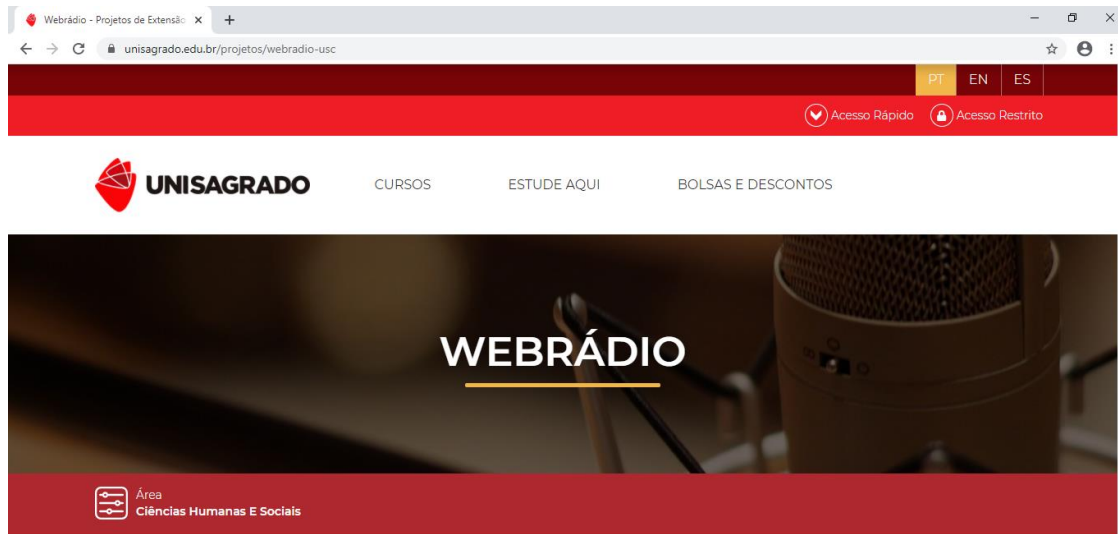 Webrádio - Projetos de Extensão
unisagrado.edu.br/projetos/webradio-usc
PT EN ES
Acesso Rápido Acesso Restrito
UNISAGRADO CURSOS ESTUDE AQUI BOLSAS E DESCONTOS
WEBRÁDIO
Área
Ciências Humanas E Sociais